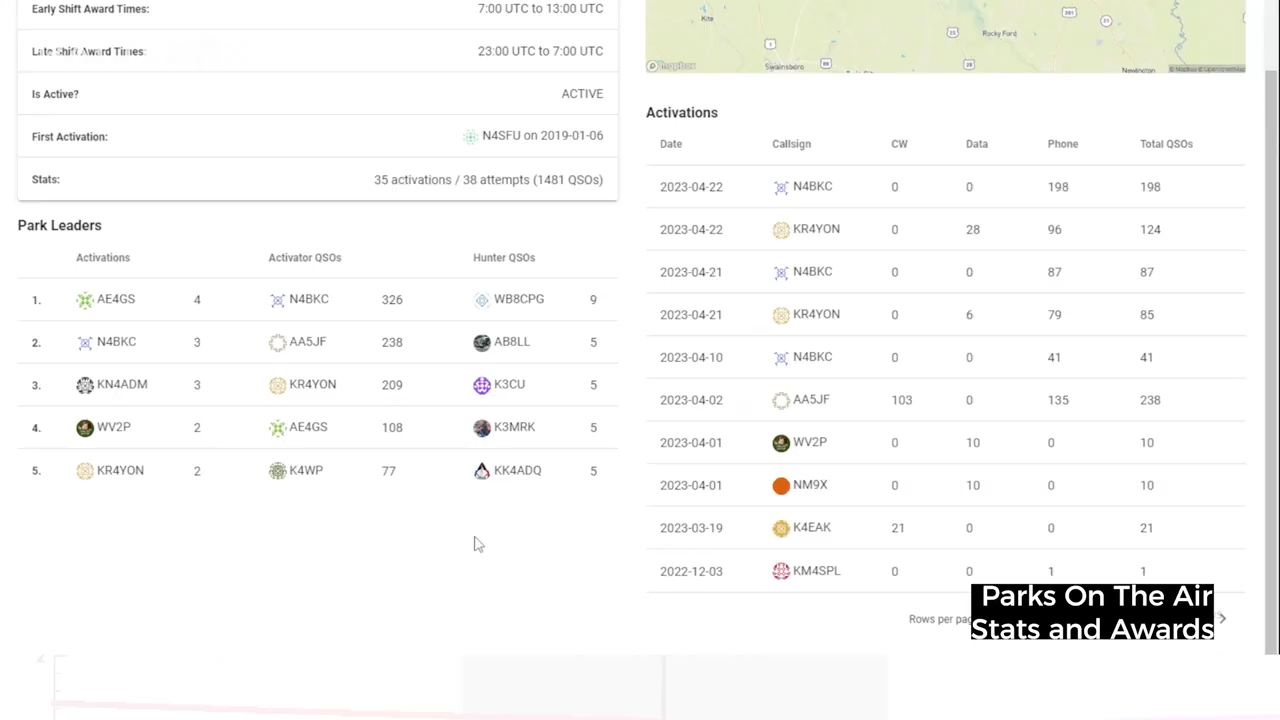 Early Shift Award Times: 7:00 UTC to 13:00 UTC
Late Shift Award Times: 23:00 UTC to 7:00 UTC
Is Active? ACTIVE
First Activation: N4SFU on 2019-01-06
Stats: 35 activations / 38 attempts (1481 QSOs)
Park Leaders
Activations Activator QSOs Hunter QSOs
1. AE4GS 4 N4BKC 326 WB8CPG 9
2. N4BKC 3 AA5JF 238 AB8LL 5
3. KN4ADM 3 KR4YON 209 K3CU 5
4. WV2P 2 AE4GS 108 K3MRK 5
5. KR4YON 2 K4WP 77 KK4ADQ 5
Kite
Rocky Ford
Swainsboro
mapbox
Activations
Date Callsign CW Data Phone Total QSOs
2023-04-22 N4BKC 0 0 198 198
2023-04-22 KR4YON 0 28 96 124
2023-04-21 N4BKC 0 0 87 87
2023-04-21 KR4YON 0 6 79 85
2023-04-10 N4BKC 0 0 41 41
2023-04-02 AA5JF 103 0 135 238
2023-04-01 WV2P 0 10 0 10
2023-04-01 NM9X 0 10 0 10
2023-03-19 K4EAK 21 0 0 21
2022-12-03 KM4SPL 0 0 1 1
Rows per
Parks On The Air
Stats and Awards